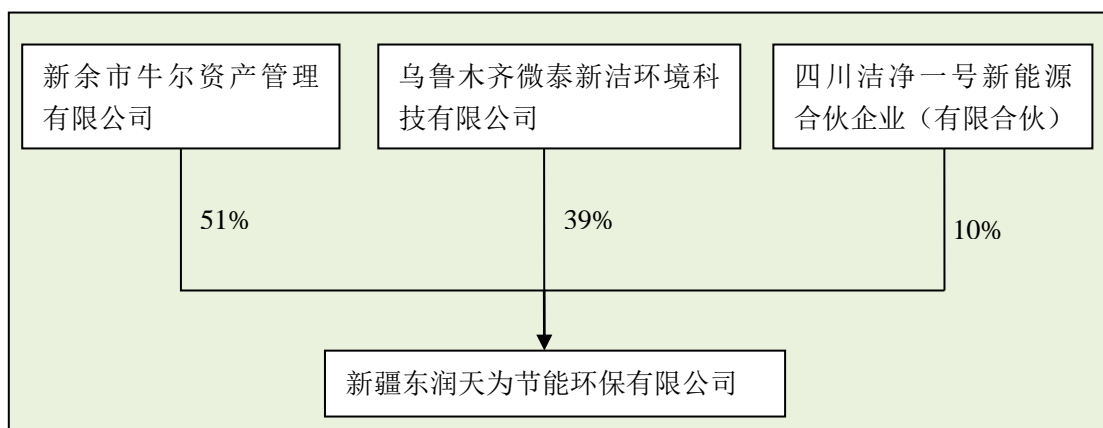 新余市牛尔资产管理
有限公司
乌鲁木齐微泰新洁环境科
技有限公司
四川洁净一号新能源
合伙企业（有限合伙）
51%
39%
10%
新疆东润天为节能环保有限公司